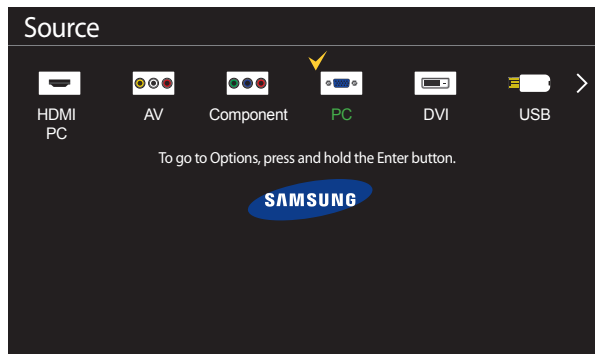 Source
HDMI PC
AV
Component
PC
DVI
USB
To go to Options, press and hold the Enter button.
SAMSUNG